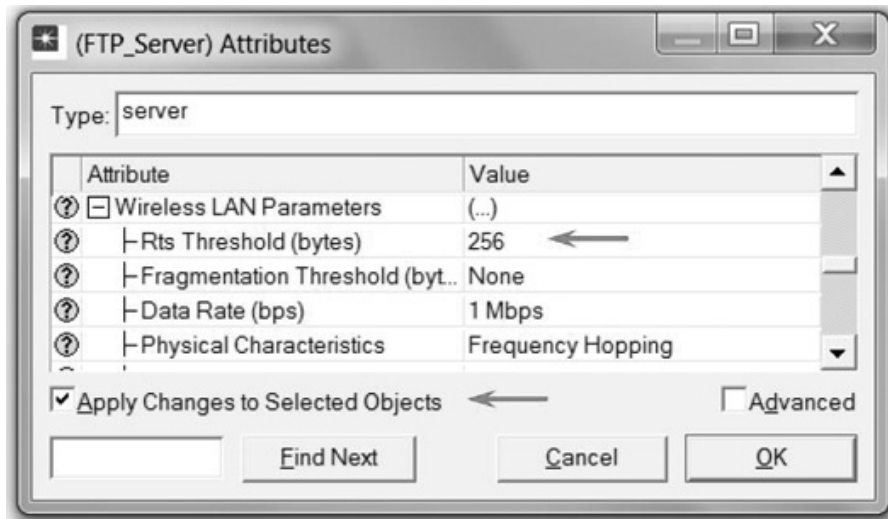 (FTP_Server) Attributes
Type: server
Attribute Value
Wireless LAN Parameters (...)
Rts Threshold (bytes) 256
Fragmentation Threshold (byt... None
Data Rate (bps) 1 Mbps
Physical Characteristics Frequency Hopping
Apply Changes to Selected Objects Advanced
Find Next Cancel OK